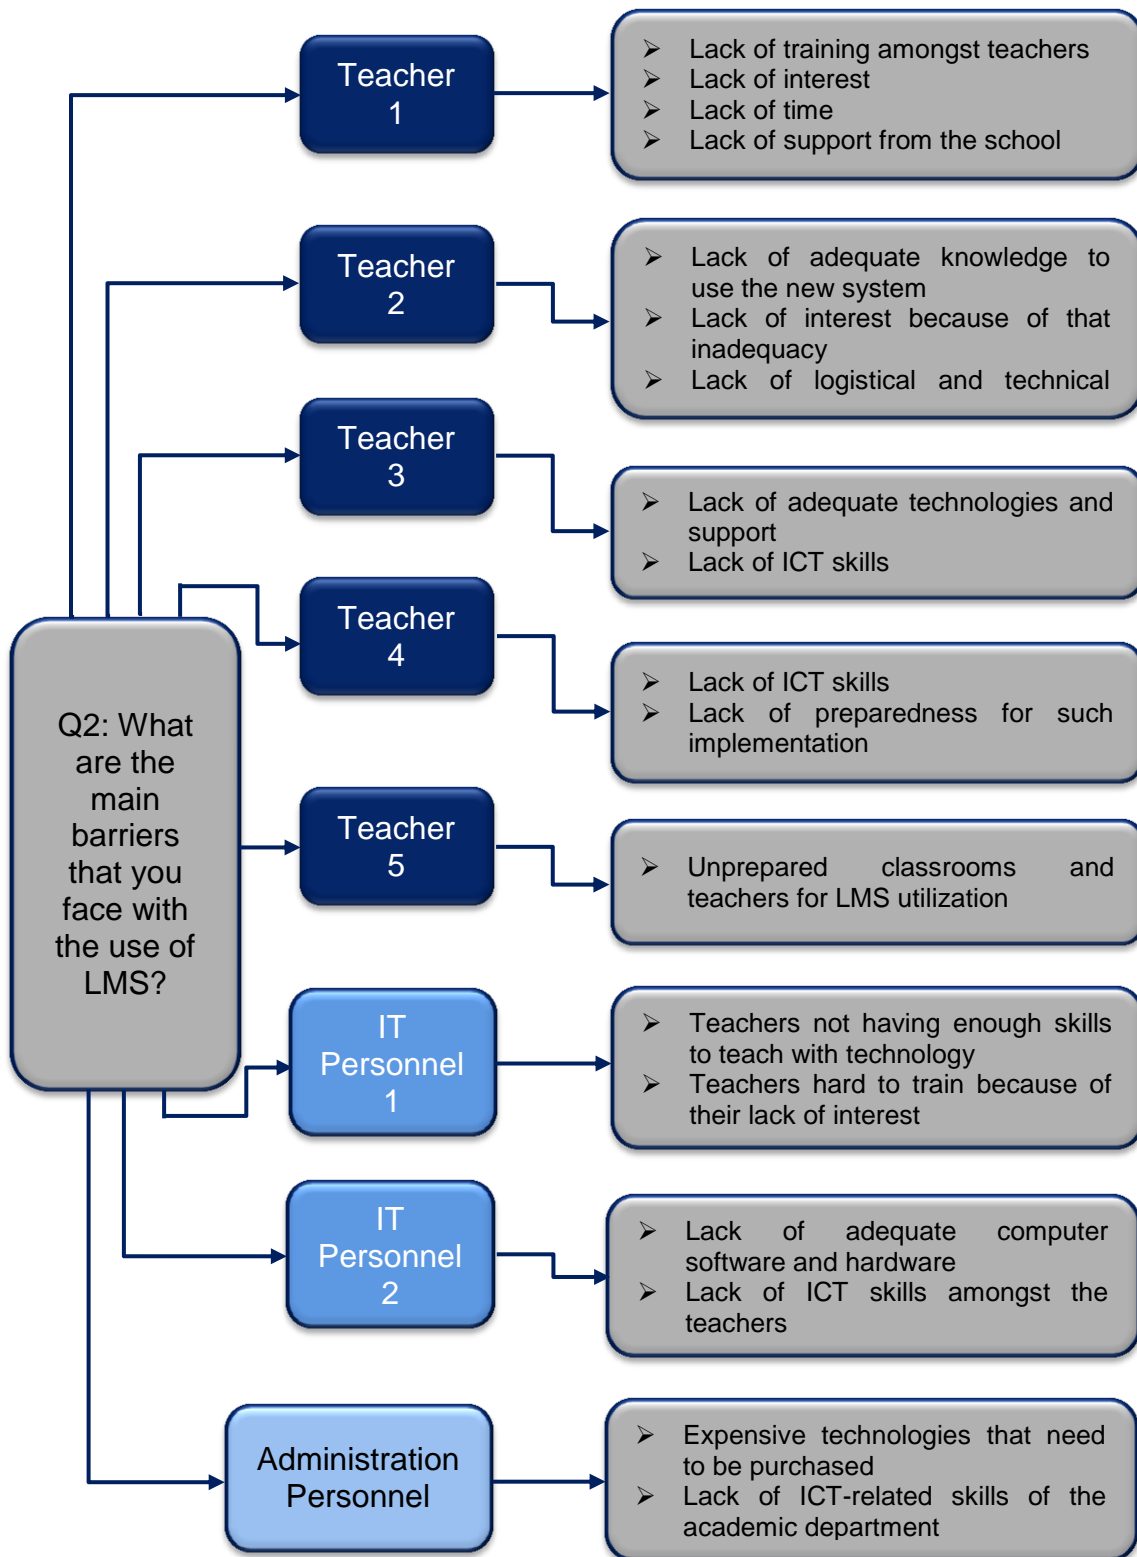 Teacher
1
➢ Lack of training amongst teachers
➢ Lack of interest
➢ Lack of time
➢ Lack of support from the school
Teacher
2
➢ Lack of adequate knowledge to
use the new system
➢ Lack of interest because of that
inadequacy
➢ Lack of logistical and technical
Teacher
3
➢ Lack of adequate technologies and
support
➢ Lack of ICT skills
Teacher
4
➢ Lack of ICT skills
➢ Lack of preparedness for such
implementation
Q2: What
are the
main
barriers
that you
face with
the use of
LMS?
Teacher
5
➢ Unprepared classrooms and
teachers for LMS utilization
IT
Personnel
1
➢ Teachers not having enough skills
to teach with technology
➢ Teachers hard to train because of
their lack of interest
IT
Personnel
2
➢ Lack of adequate computer
software and hardware
➢ Lack of ICT skills amongst the
teachers
Administration
Personnel
➢ Expensive technologies that need
to be purchased
➢ Lack of ICT-related skills of the
academic department